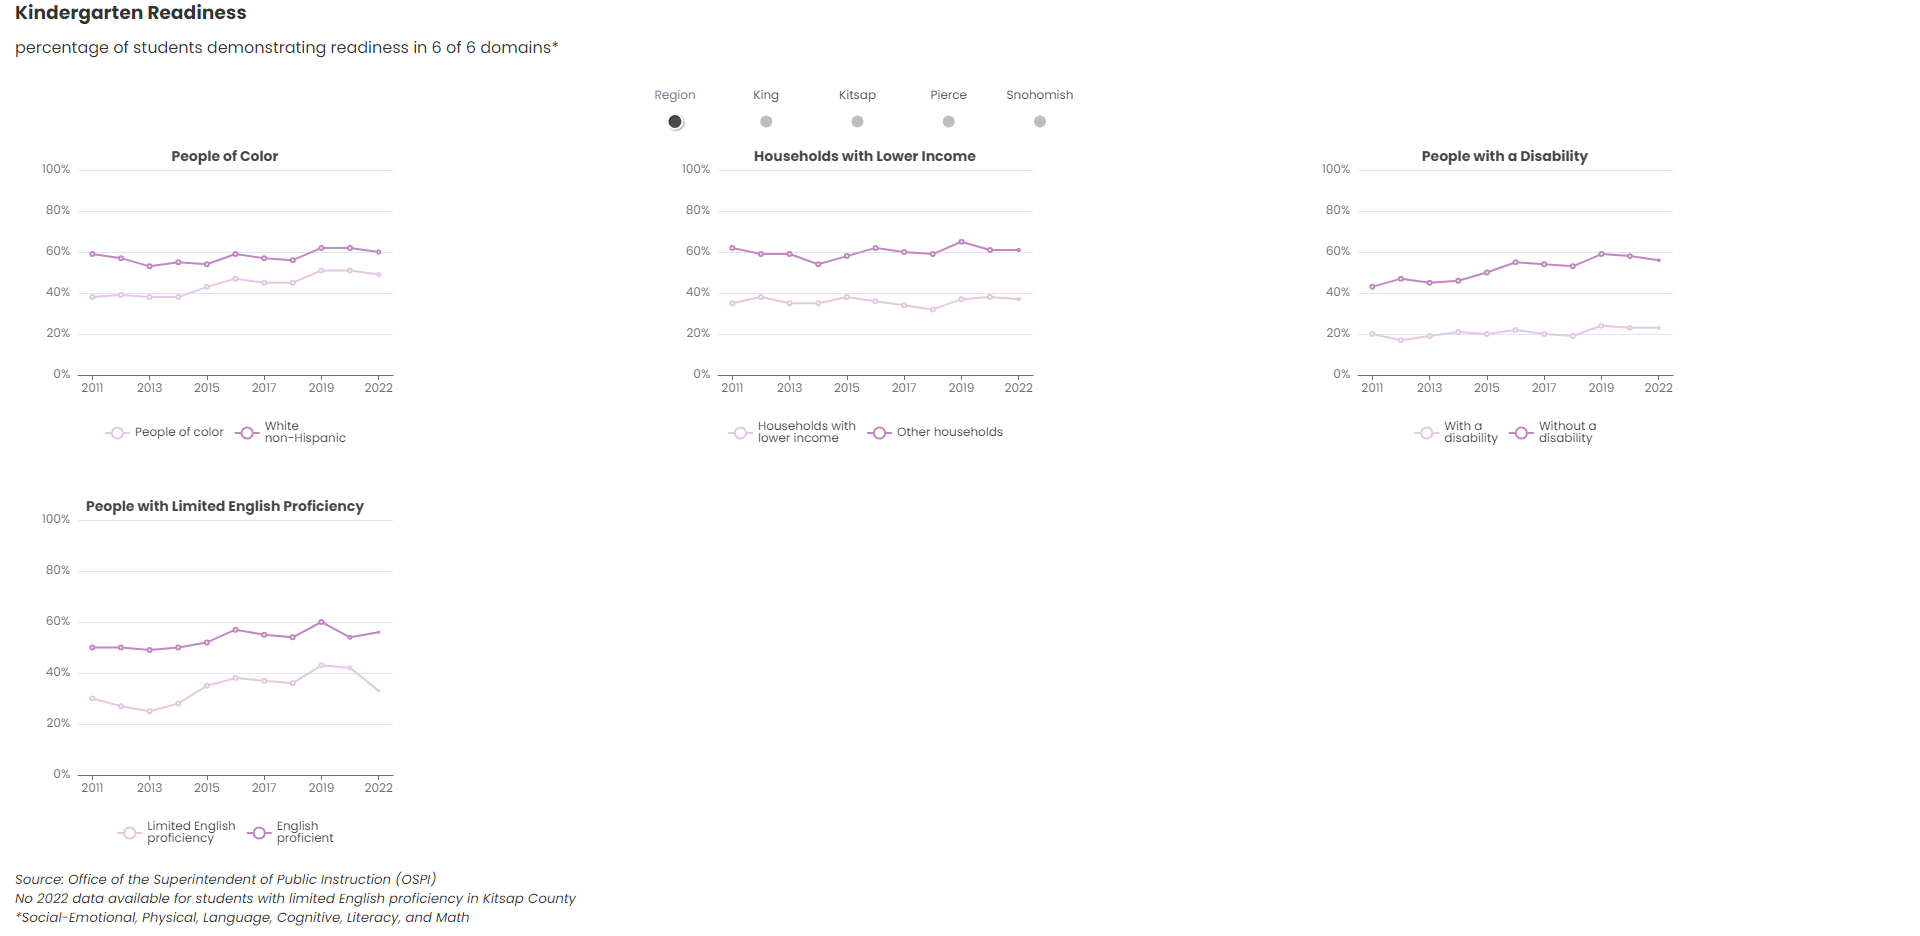 Kindergarten Readiness
percentage of students demonstrating readiness in 6 of 6 domains*
Region King Kitsap Pierce Snohomish
People of Color
100%
80%
60%
40%
20%
0%
2011 2013 2015 2017 2019 2022
People of color
White
non-Hispanic
Households with Lower Income
100%
80%
60%
40%
20%
0%
2011 2013 2015 2017 2019 2022
Households with
lower income
Other households
People with a Disability
100%
80%
60%
40%
20%
0%
2011 2013 2015 2017 2019 2022
With a
disability
Without a
disability
People with Limited English Proficiency
100%
80%
60%
40%
20%
0%
2011 2013 2015 2017 2019 2022
Limited English
proficiency
English
proficient
Source: Office of the Superintendent of Public Instruction (OSPI)
No 2022 data available for students with limited English proficiency in Kitsap County
*Social-Emotional, Physical, Language, Cognitive, Literacy, and Math